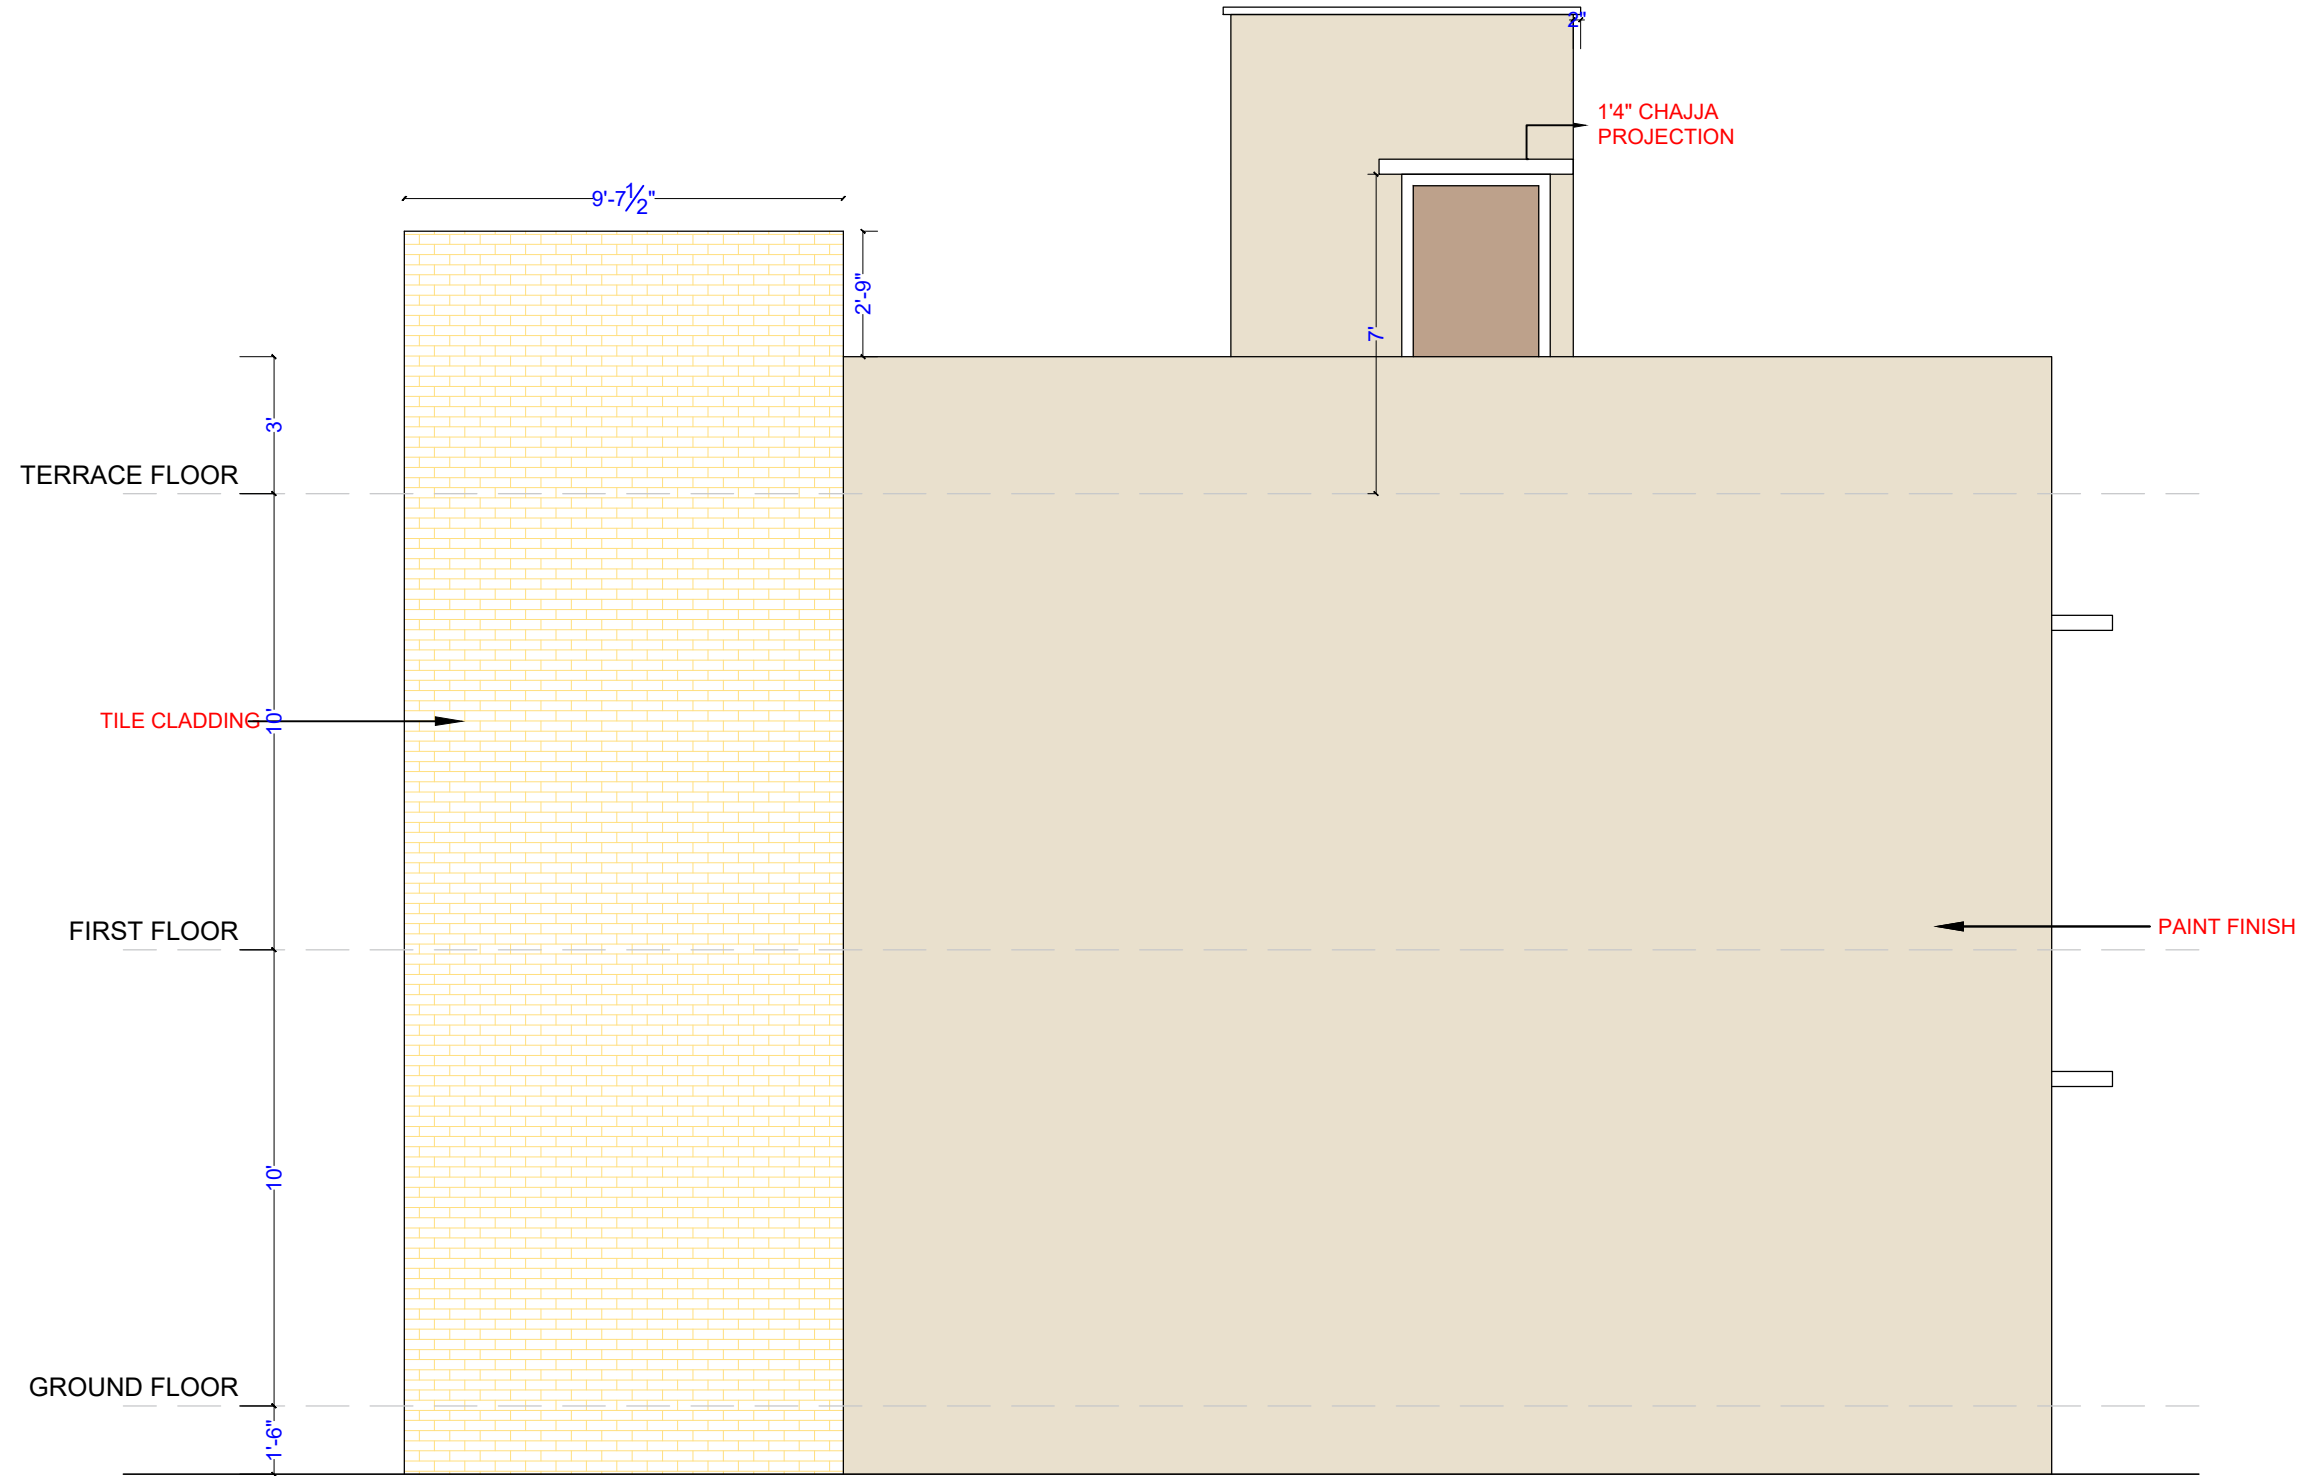 2"
1'4" CHAJJA
PROJECTION
9'-7½"
2'-9"
7'
3'
TERRACE FLOOR
TILE CLADDING
10'
FIRST FLOOR
PAINT FINISH
10'
GROUND FLOOR
1'-6"